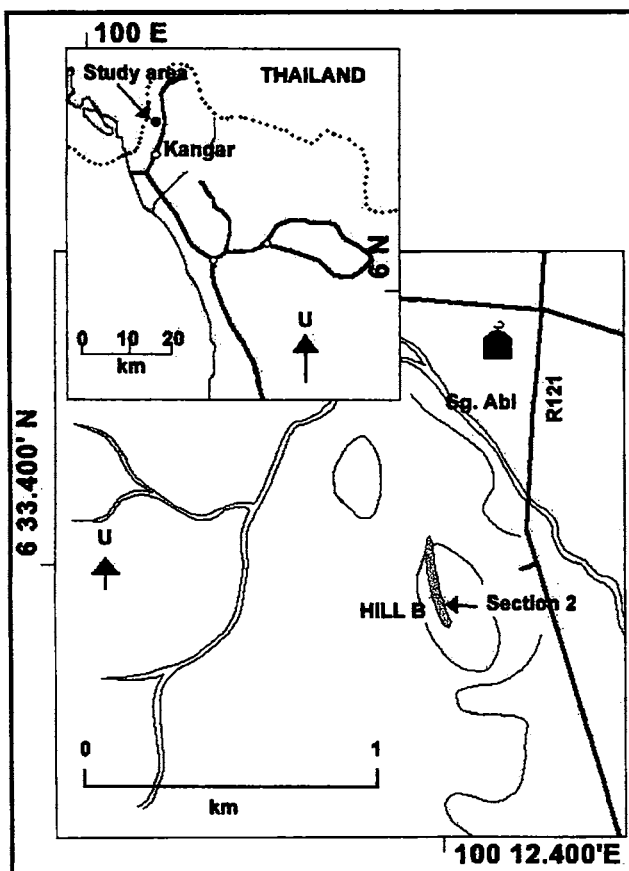 100 E
Study area
THAILAND
Kangar
6 N
0 10 20
km
U
Sg. Abi
R121
6 33.400' N
U
HILL B
Section 2
0 1
km
100 12.400'E